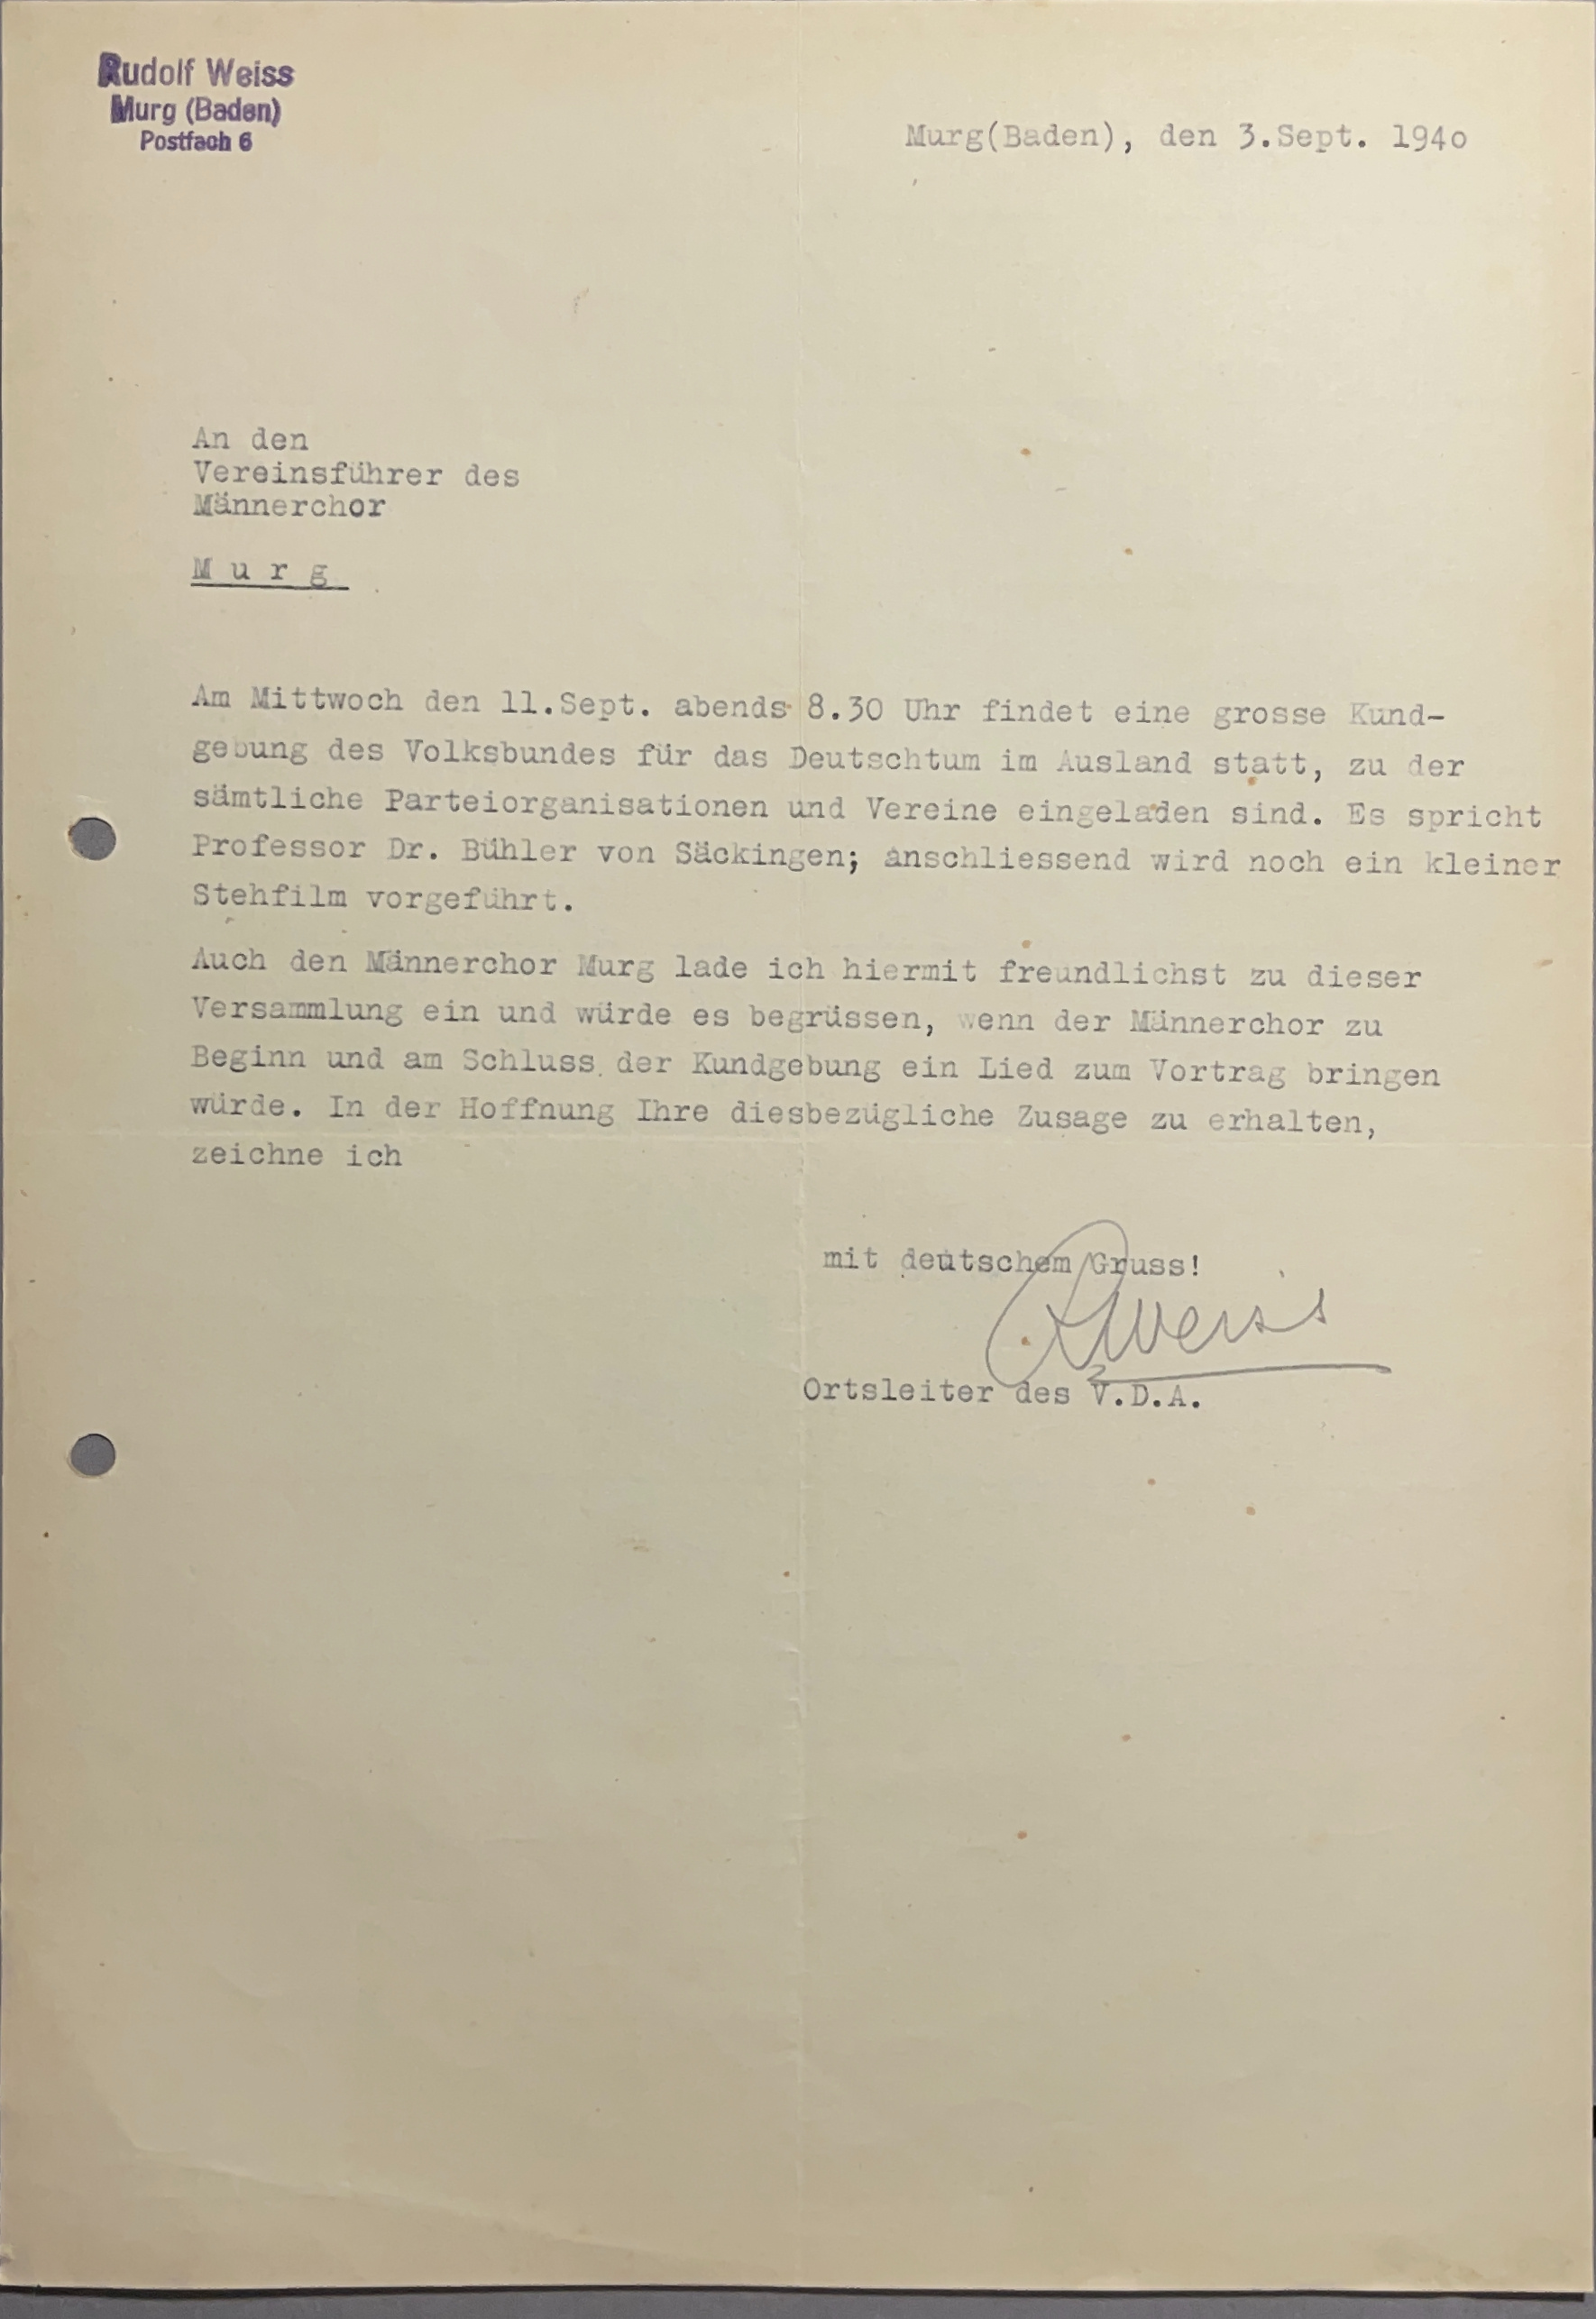 Rudolf Weiss
Murg (Baden)
Postfach 6
Murg(Baden), den 3.Sept. 194o
An den
Vereinsführer des
Männerchor
M u r g
Am Mittwoch den 11.Sept. abends 8.30 Uhr findet eine grosse Kund-
gebung des Volksbundes für das Deutschtum im Ausland statt, zu der
sämtliche Parteiorganisationen und Vereine eingeladen sind. Es spricht
Professor Dr. Bühler von Säckingen; anschliessend wird noch ein kleiner
Stehfilm vorgeführt.
Auch den Männerchor Murg lade ich hiermit freundlichst zu dieser
Versammlung ein und würde es begrüssen, wenn der Männerchor zu
Beginn und am Schluss der Kundgebung ein Lied zum Vortrag bringen
würde. In der Hoffnung Ihre diesbezügliche Zusage zu erhalten,
zeichne ich
mit deutschem Gruss!
RWeiss
Ortsleiter des V.D.A.